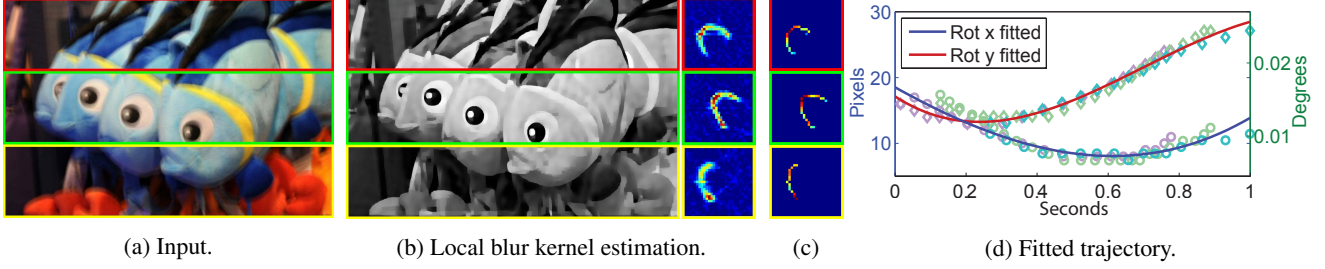 30
20
10
Pixels
Rot x fitted
Rot y fitted
0.02
0.01
Degrees
0
0.2
0.4
0.6
0.8
1
Seconds
(a) Input.
(b) Local blur kernel estimation.
(c)
(d) Fitted trajectory.